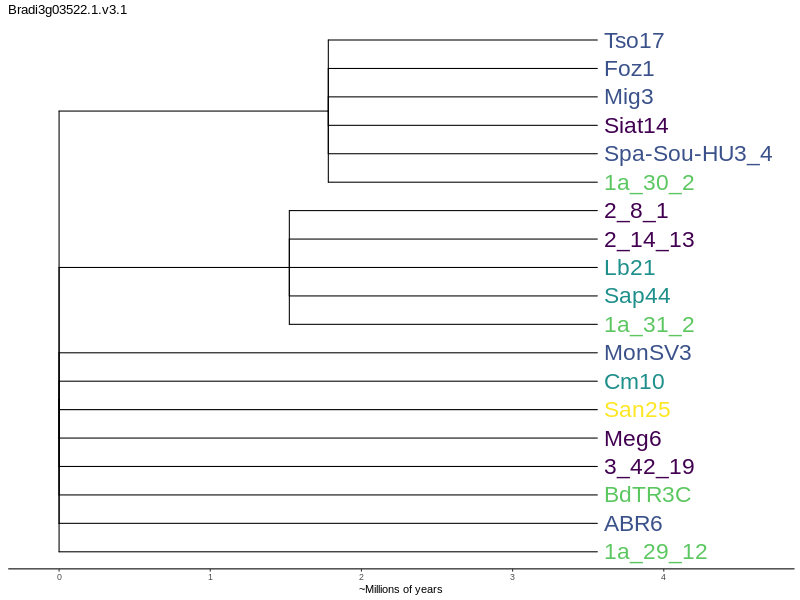 Bradi3g03522.1.v3.1
Tso17
Foz1
Mig3
Siat14
Spa-Sou-HU3_4
1a_30_2
2_8_1
2_14_13
Lb21
Sap44
1a_31_2
MonSV3
Cm10
San25
Meg6
3_42_19
BdTR3C
ABR6
1a_29_12
0 1 2 3 4
~Millions of years